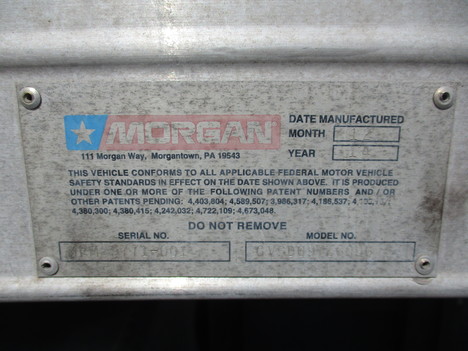 MORGAN
DATE MANUFACTURED
MONTH
111 Morgan Way, Morgantown, PA 19543
YEAR
THIS VEHICLE CONFORMS TO ALL APPLICABLE FEDERAL MOTOR VEHICLE
SAFETY STANDARDS IN EFFECT ON THE DATE SHOWN ABOVE. IT IS PRODUCED
UNDER ONE OR MORE OF THE FOLLOWING PATENT NUMBERS AND / OR
OTHER PATENTS PENDING: 4,403,804; 4,589,507; 3,986,317; 4,186,537;
4,380,300; 4,380,415; 4,242,032; 4,722,109; 4,673,048
DO NOT REMOVE
SERIAL NO.
MODEL NO.